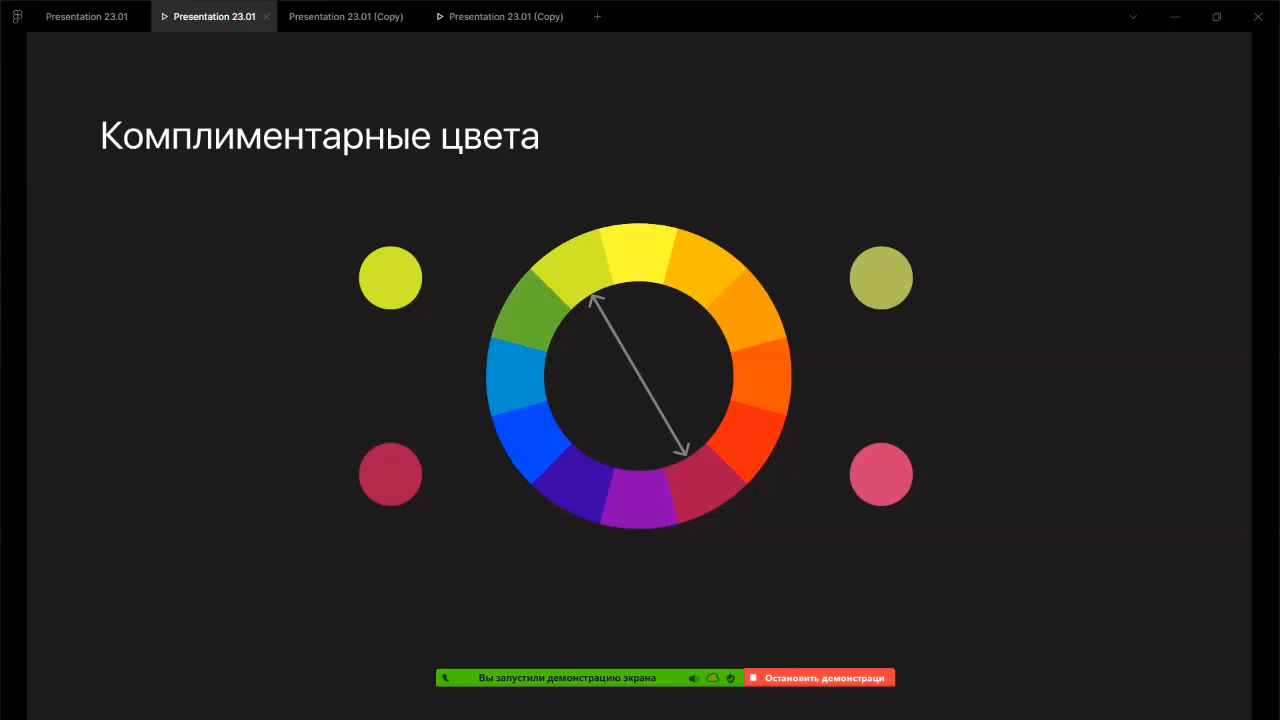 Presentation 23.01
Presentation 23.01
Presentation 23.01 (Copy)
Presentation 23.01 (Copy)
Комплиментарные цвета
Вы запустили демонстрацию экрана
Остановить демонстраци